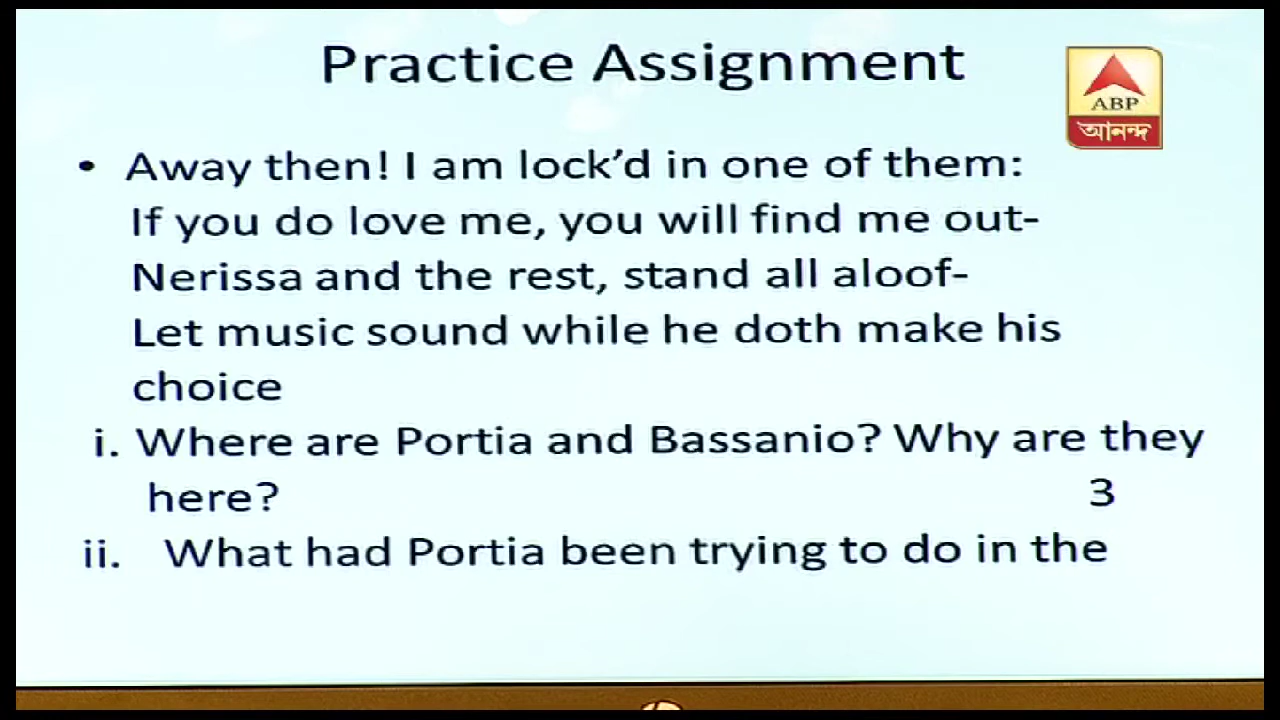 Practice Assignment
ABP
আনন্দ
• Away then! I am lock’d in one of them:
If you do love me, you will find me out-
Nerissa and the rest, stand all aloof-
Let music sound while he doth make his
choice
i. Where are Portia and Bassanio? Why are they
here? 3
ii. What had Portia been trying to do in the